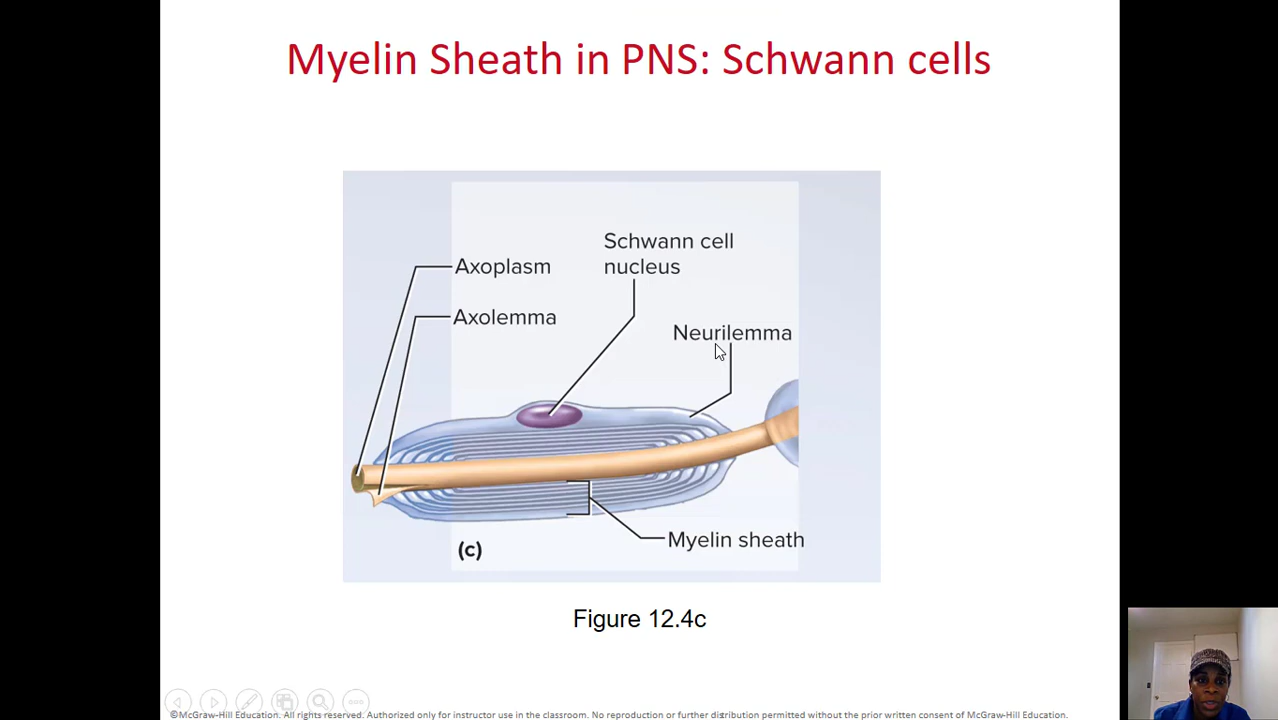 Myelin Sheath in PNS: Schwann cells
Schwann cell
nucleus
Axoplasm
Axolemma
Neurilemma
Myelin sheath
(c)
Figure 12.4c
©McGraw-Hill Education. All rights reserved. Authorized only for instructor use in the classroom. No reproduction or further distribution permitted without the prior written consent of McGraw-Hill Education.